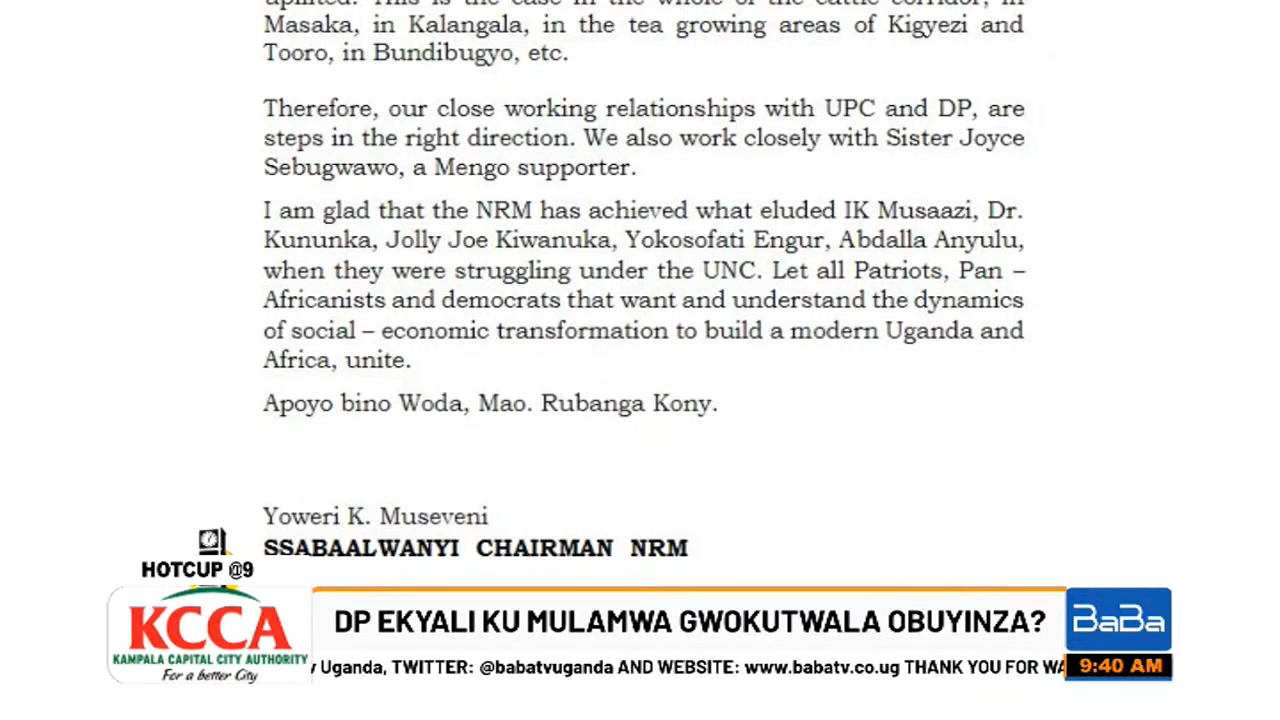 uplifted. This is the case in the whole of the cattle corridor, in
Masaka, in Kalangala, in the tea growing areas of Kigyezi and
Tooro, in Bundibugyo, etc.
Therefore, our close working relationships with UPC and DP, are
steps in the right direction. We also work closely with Sister Joyce
Sebugwawo, a Mengo supporter.
I am glad that the NRM has achieved what eluded IK Musaazi, Dr.
Kununka, Jolly Joe Kiwanuka, Yokosofati Engur, Abdalla Anyulu,
when they were struggling under the UNC. Let all Patriots, Pan –
Africanists and democrats that want and understand the dynamics
of social – economic transformation to build a modern Uganda and
Africa, unite.
Apoyo bino Woda, Mao. Rubanga Kony.
Yoweri K. Museveni
SSABAALWANYI CHAIRMAN NRM
HOTCUP @9
KCCA
KAMPALA CAPITAL CITY AUTHORITY
For a better City
DP EKYALI KU MULAMWA GWOKUTWALA OBUYINZA?
BaBa
y Uganda, TWITTER: @babatvuganda AND WEBSITE: www.babatv.co.ug THANK YOU FOR WA
9:40 AM